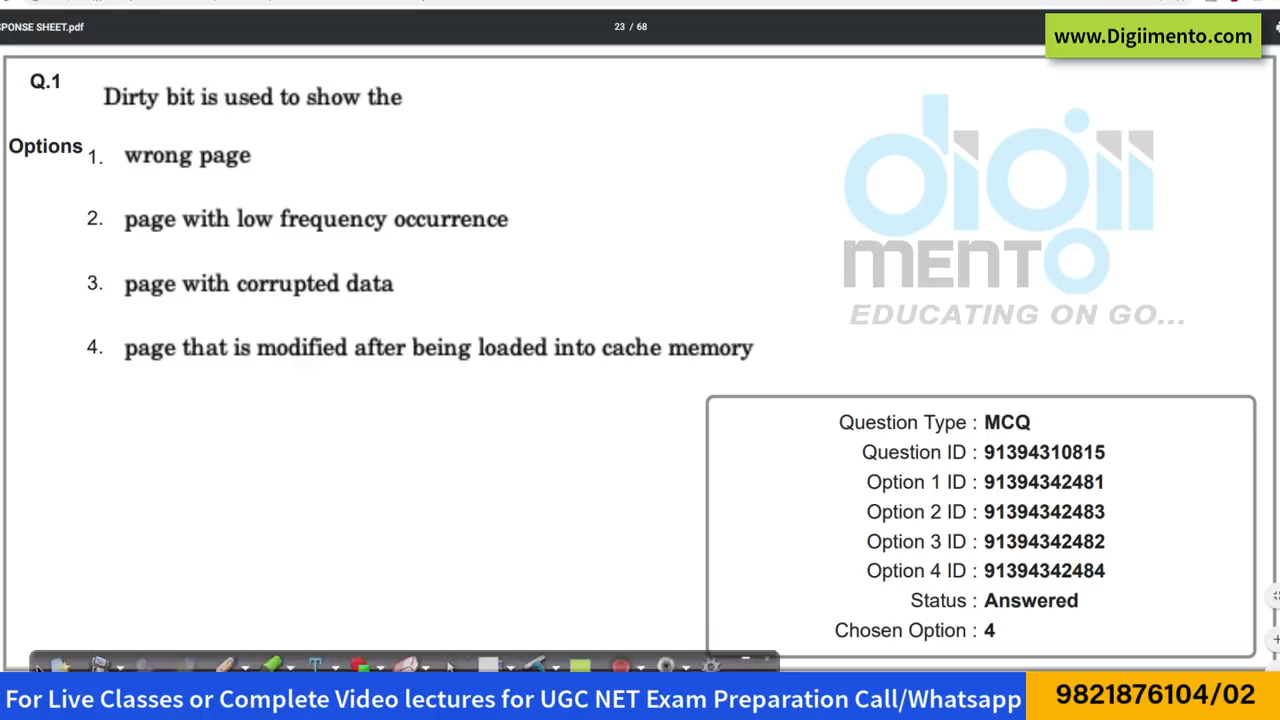 PONSE SHEET.pdf
23 / 68
www.Digiimento.com
Q.1
Dirty bit is used to show the
Options
1. wrong page
2. page with low frequency occurrence
3. page with corrupted data
4. page that is modified after being loaded into cache memory
digii
MENTO
EDUCATING ON GO...
Question Type : MCQ
Question ID : 91394310815
Option 1 ID : 91394342481
Option 2 ID : 91394342483
Option 3 ID : 91394342482
Option 4 ID : 91394342484
Status : Answered
Chosen Option : 4
For Live Classes or Complete Video lectures for UGC NET Exam Preparation Call/Whatsapp
9821876104/02